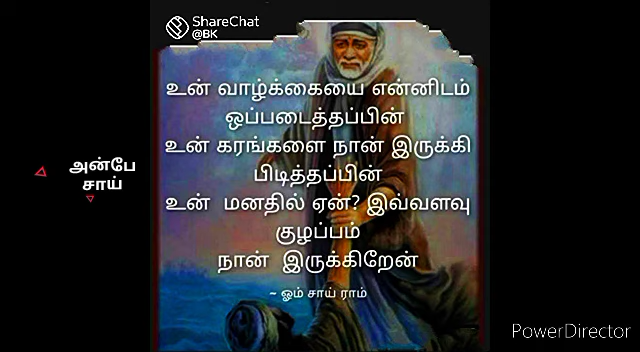 ShareChat
@BK
உன் வாழ்க்கையை என்னிடம்
ஒப்படைத்தப்பின்
உன் கரங்களை நான் இருக்கி
பிடித்தப்பின்
உன் மனதில் ஏன்? இவ்வளவு
குழப்பம்
நான் இருக்கிறேன்
~ ஓம் சாய் ராம்
அன்பே
சாய்
PowerDirector